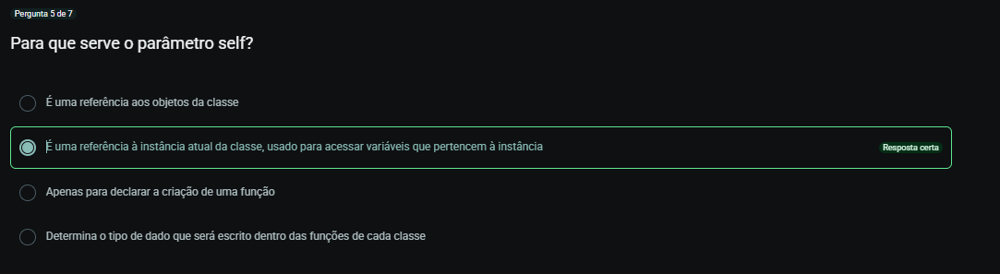 Pergunta 5 de 7
Para que serve o parâmetro self?
É uma referência aos objetos da classe
É uma referência à instância atual da classe, usado para acessar variáveis que pertencem à instância
Resposta certa
Apenas para declarar a criação de uma função
Determina o tipo de dado que será escrito dentro das funções de cada classe